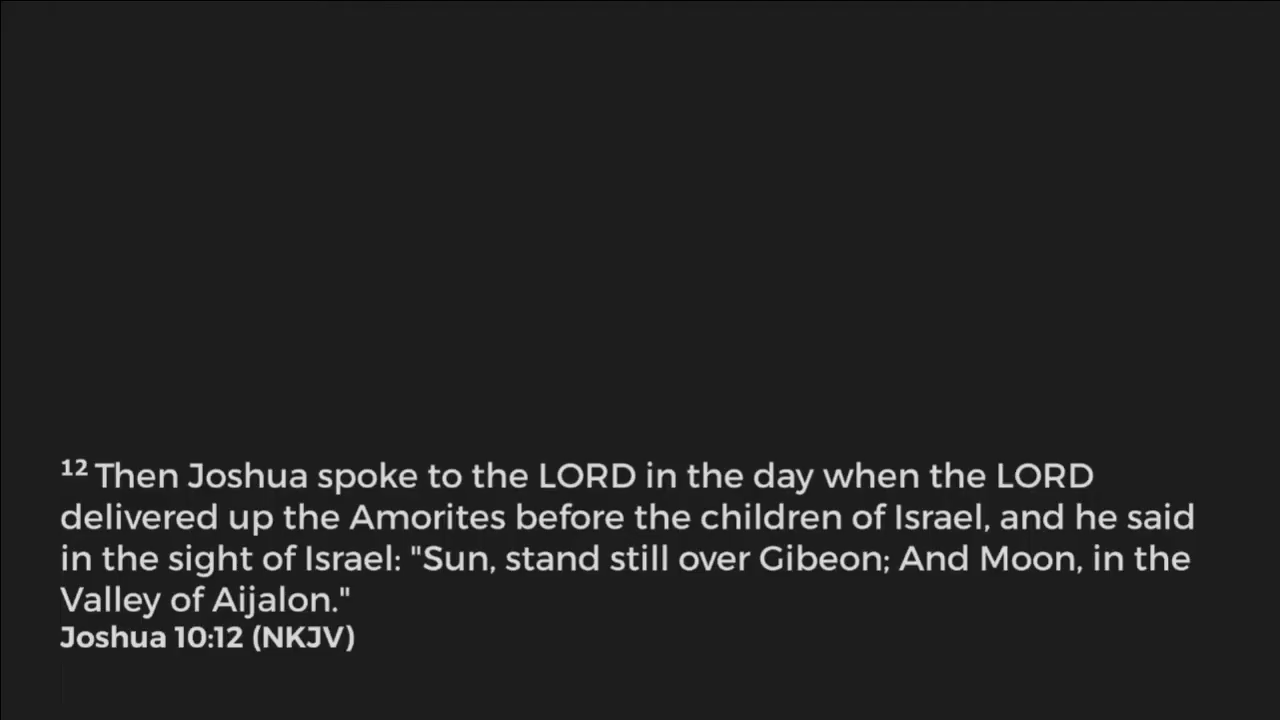 12 Then Joshua spoke to the LORD in the day when the LORD
delivered up the Amorites before the children of Israel, and he said
in the sight of Israel: "Sun, stand still over Gibeon; And Moon, in the
Valley of Aijalon."
Joshua 10:12 (NKJV)